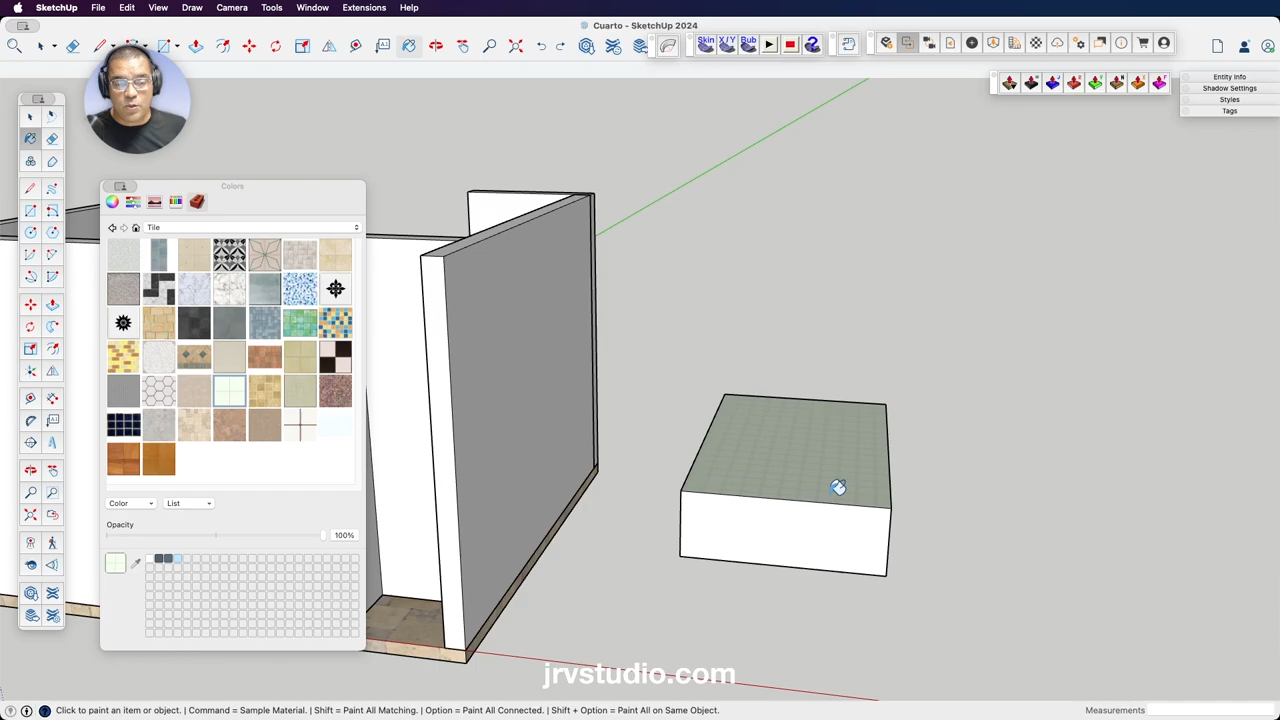 SketchUp File Edit View Draw Camera Tools Window Extensions Help
Cuarto - SketchUp 2024
Skin X/Y Bub
Entity Info
Shadow Settings
Styles
Tags
Colors
Tile
Color List
Opacity
100%
jrvstudio.com
Click to paint an item or object. | Command = Sample Material. | Shift = Paint All Matching. | Option = Paint All Connected. | Shift + Option = Paint All on Same Object.
Measurements